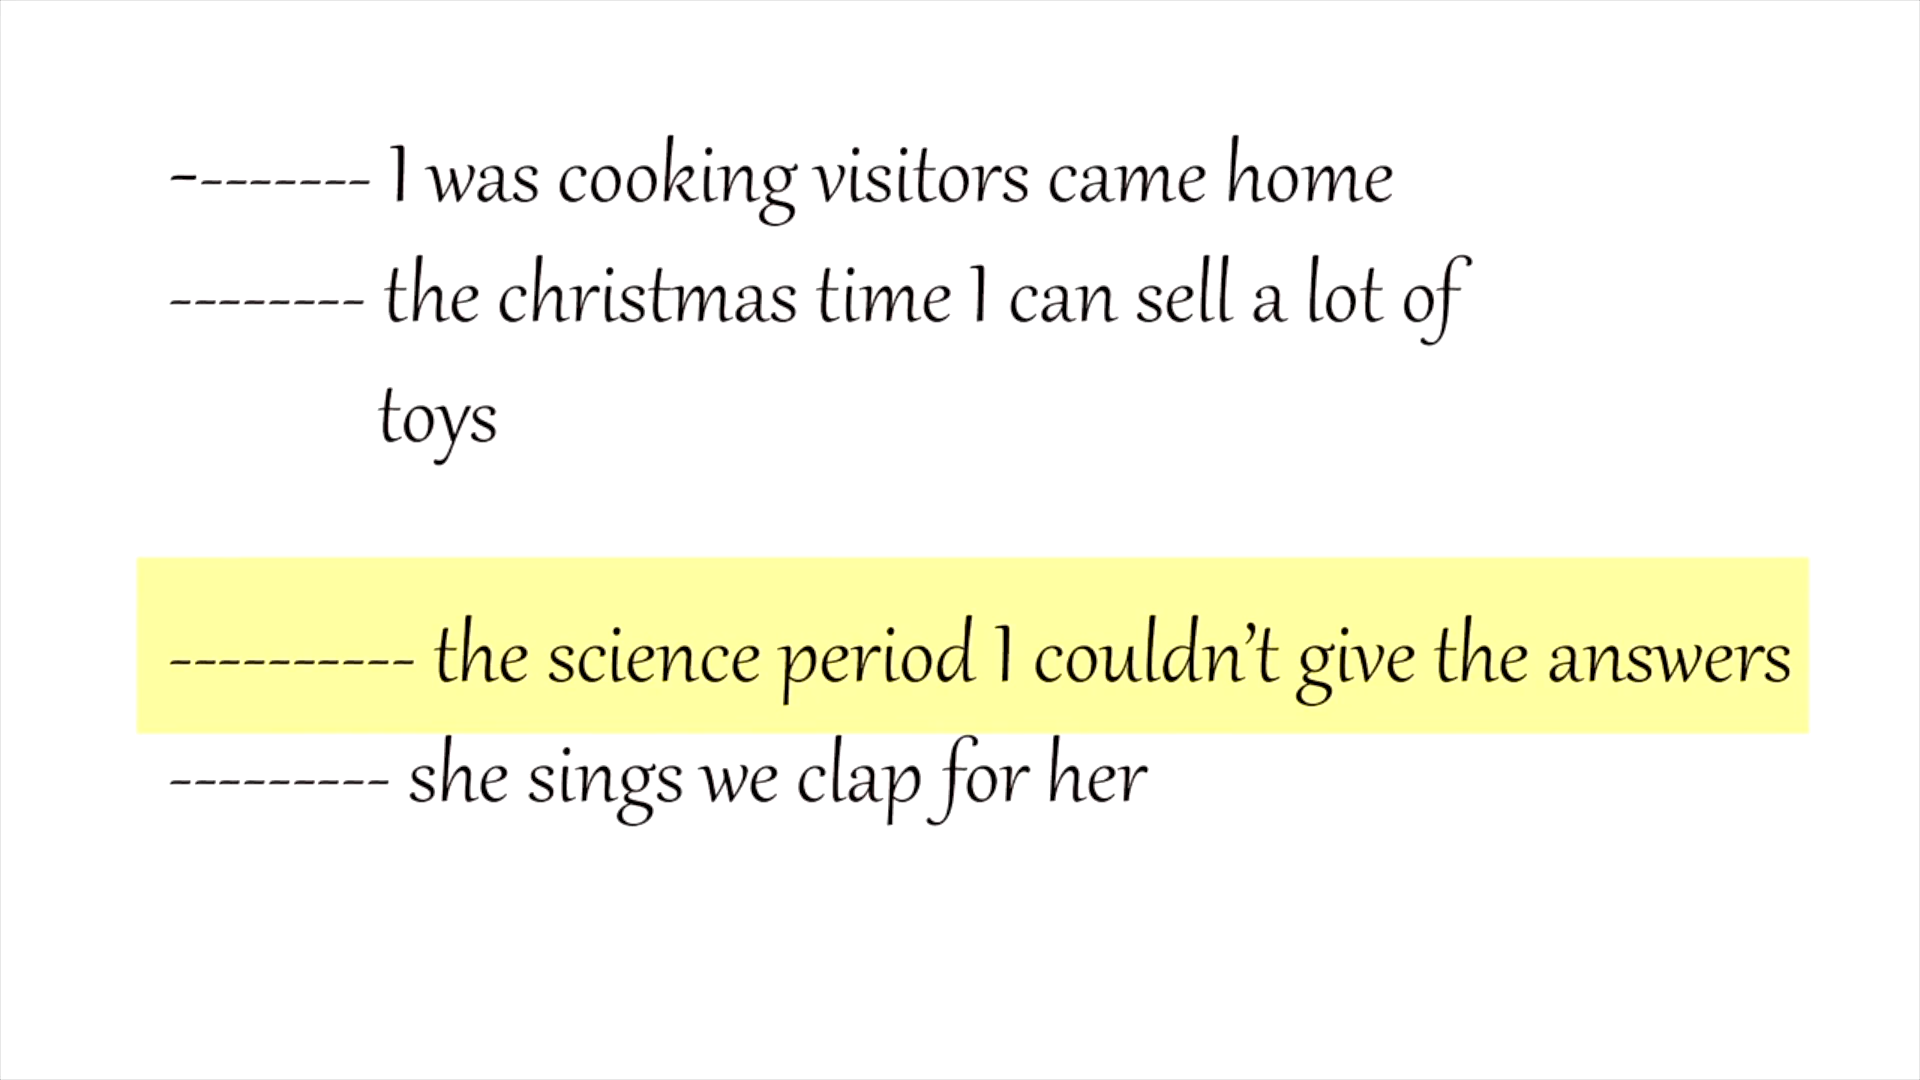 -------- I was cooking visitors came home
-------- the christmas time I can sell a lot of
toys
---------- the science period I couldn’t give the answers
--------- she sings we clap for her